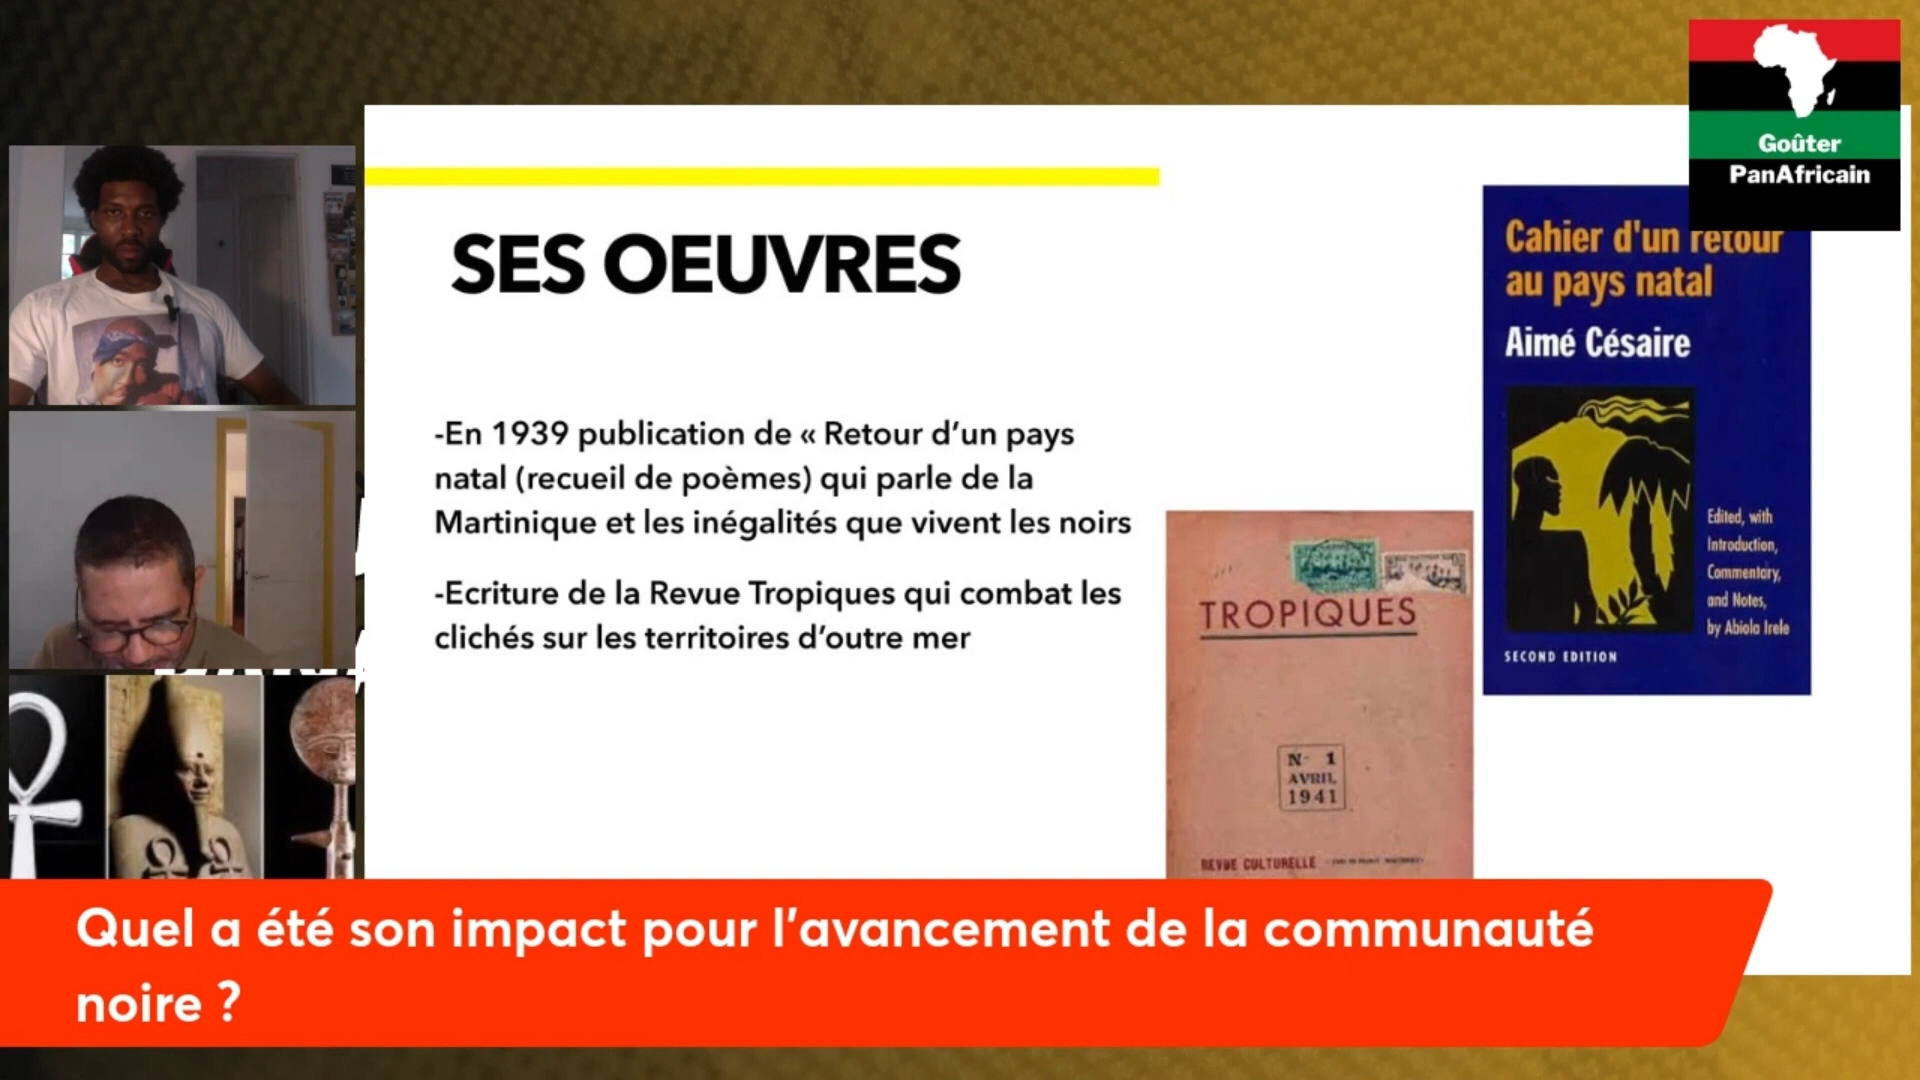 Goûter
PanAfricain
SES OEUVRES
-En 1939 publication de « Retour d’un pays
natal (recueil de poèmes) qui parle de la
Martinique et les inégalités que vivent les noirs
-Ecriture de la Revue Tropiques qui combat les
clichés sur les territoires d’outre mer
Cahier d'un retour
au pays natal
Aimé Césaire
Edited, with
Introduction,
Commentary,
and Notes,
by Abiola Irele
SECOND EDITION
TROPIQUES
N· 1
AVRIL
1941
REVUE CULTURELLE
Quel a été son impact pour l’avancement de la communauté
noire ?